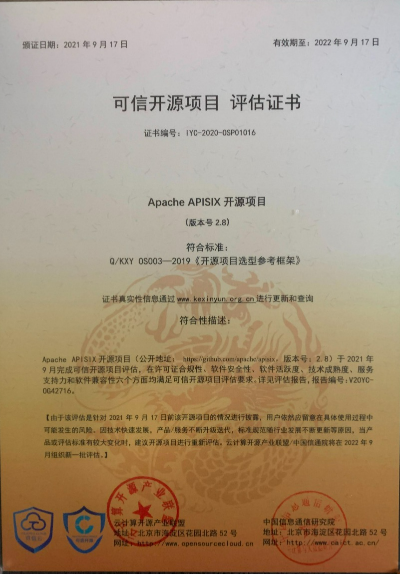 颁证日期：2021 年 9 月 17 日
有效期至：2022 年 9 月 17 日
可信开源项目 评估证书
证书编号：IYC-2020-OSP01016
Apache APISIX 开源项目
（版本号 2.8）
符合标准：
Q/KXY OS003—2019《开源项目选型参考框架》
证书真实性信息通过 www.kexinyun.org.cn 进行更新和查询
符合性描述：
Apache APISIX 开源项目（公开地址： https://github.com/apache/apisix，版本号：2.8）于 2021 年
9 月完成可信开源项目评估，在许可证合规性、软件安全性、软件活跃度、技术成熟度、服务
支持力和软件兼容性六个方面均满足可信开源项目评估要求，详见评估报告，报告编号：V20YC-
OG42716。
【由于该评估是针对 2021 年 9 月 17 日前该开源项目的情况进行披露，用户依然应留意在具体使用过程中
可能发生的风险。因技术快速发展，产品/服务不断升级迭代，标准规范随行业发展不断更新等原因，当产
品或评估标准有较大变化时，建议开源项目进行重新评估。云计算开源产业联盟/中国信通院将在 2022 年 9
月组织新一批评估。】
云计算开源产业联盟
地址：北京市海淀区花园北路 52 号
网址：http://www.opensourcecloud.cn
中国信息通信研究院
地址：北京市海淀区花园北路 52 号
网址：http://www.caict.ac.cn/